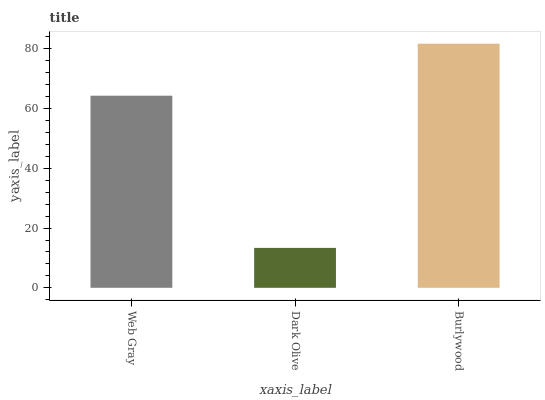 title
80
60
40
20
0
yaxis_label
Web Gray
Dark Olive
Burlywood
xaxis_label